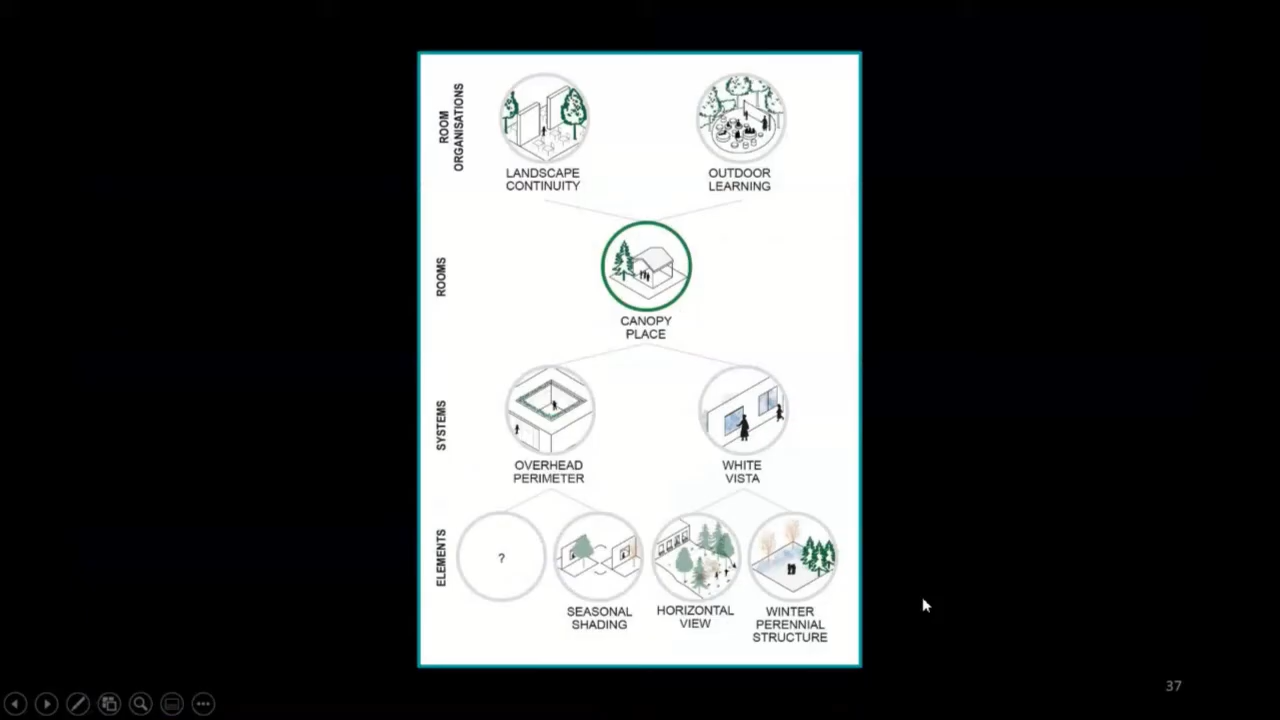 ROOM
ORGANISATIONS
LANDSCAPE
CONTINUITY
OUTDOOR
LEARNING
ROOMS
CANOPY
PLACE
SYSTEMS
OVERHEAD
PERIMETER
WHITE
VISTA
ELEMENTS
?
SEASONAL
SHADING
HORIZONTAL
VIEW
WINTER
PERENNIAL
STRUCTURE
37